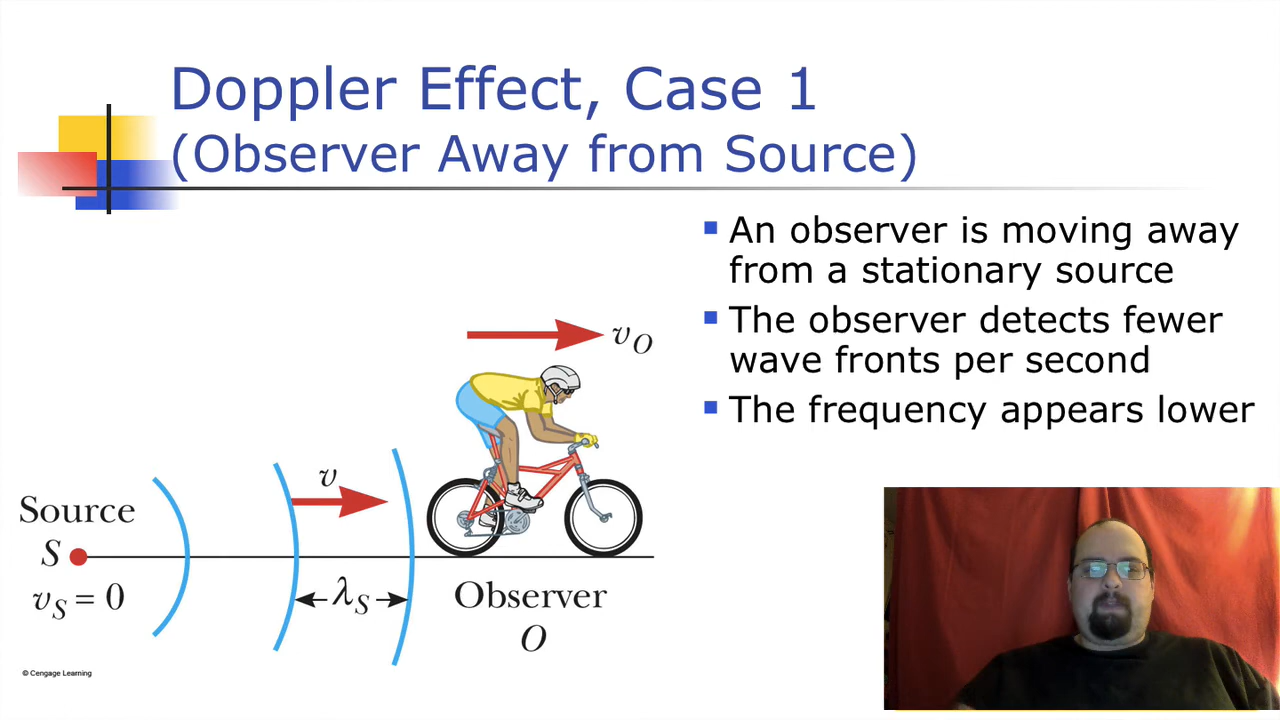 Doppler Effect, Case 1
(Observer Away from Source)
An observer is moving away
from a stationary source
The observer detects fewer
wave fronts per second
The frequency appears lower
v_O
v
Source
S
v_S = 0
λ_S
Observer
O
© Cengage Learning